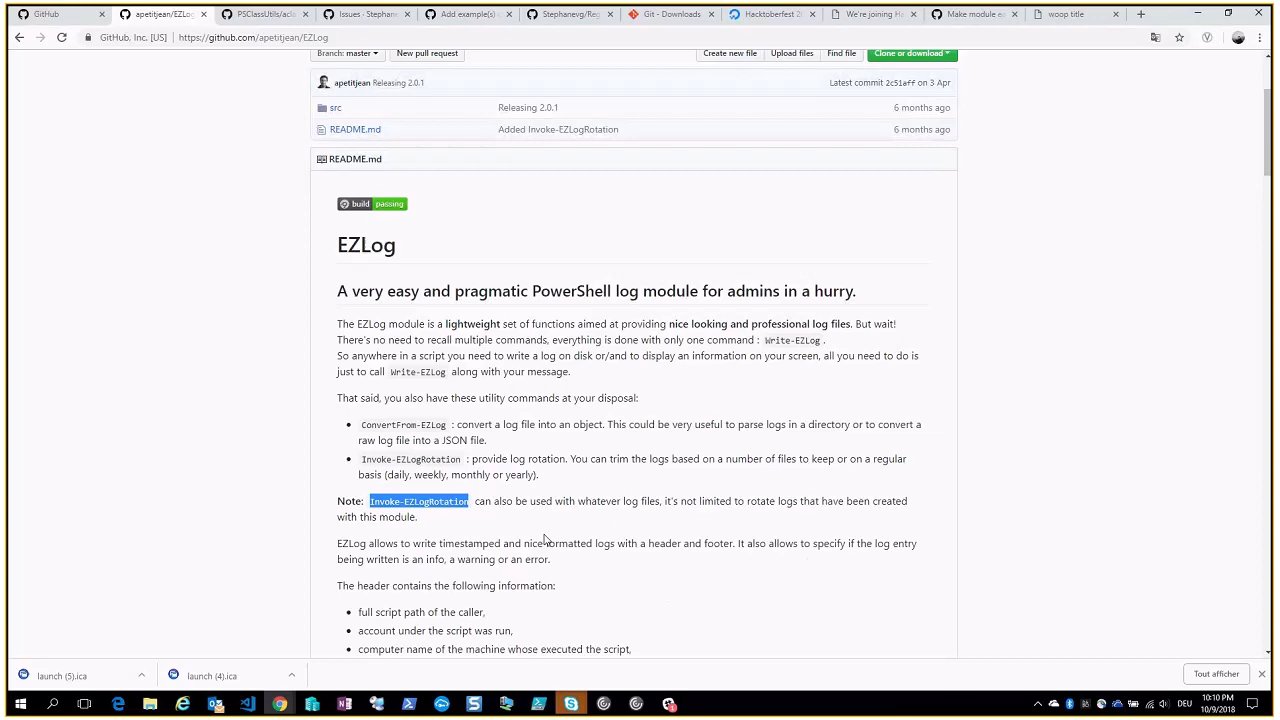 GitHub
apetitjean/EZLog
PSClassUtils/acle
Issues · Stephane
Add example(s)
Stephanevg/Reg
Git - Downloads
Hacktoberfest 2
We're joining Ha
Make module ea
woop title
GitHub, Inc. [US] https://github.com/apetitjean/EZLog
Branch: master
New pull request
Create new file
Upload files
Find file
Clone or download
apetitjean Releasing 2.0.1
Latest commit 2c51aff on 3 Apr
src
Releasing 2.0.1
6 months ago
README.md
Added Invoke-EZLogRotation
6 months ago
README.md
build passing
EZLog
A very easy and pragmatic PowerShell log module for admins in a hurry.
The EZLog module is a lightweight set of functions aimed at providing nice looking and professional log files. But wait!
There's no need to recall multiple commands, everything is done with only one command : Write-EZLog .
So anywhere in a script you need to write a log on disk or/and to display an information on your screen, all you need to do is
just to call Write-EZLog along with your message.
That said, you also have these utility commands at your disposal:
• ConvertFrom-EZLog : convert a log file into an object. This could be very useful to parse logs in a directory or to convert a
raw log file into a JSON file.
• Invoke-EZLogRotation : provide log rotation. You can trim the logs based on a number of files to keep or on a regular
basis (daily, weekly, monthly or yearly).
Note: Invoke-EZLogRotation can also be used with whatever log files, it's not limited to rotate logs that have been created
with this module.
EZLog allows to write timestamped and nice formatted logs with a header and footer. It also allows to specify if the log entry
being written is an info, a warning or an error.
The header contains the following information:
• full script path of the caller,
• account under the script was run,
• computer name of the machine whose executed the script,
launch (5).ica
launch (4).ica
Tout afficher
DEU
10:10 PM
10/9/2018